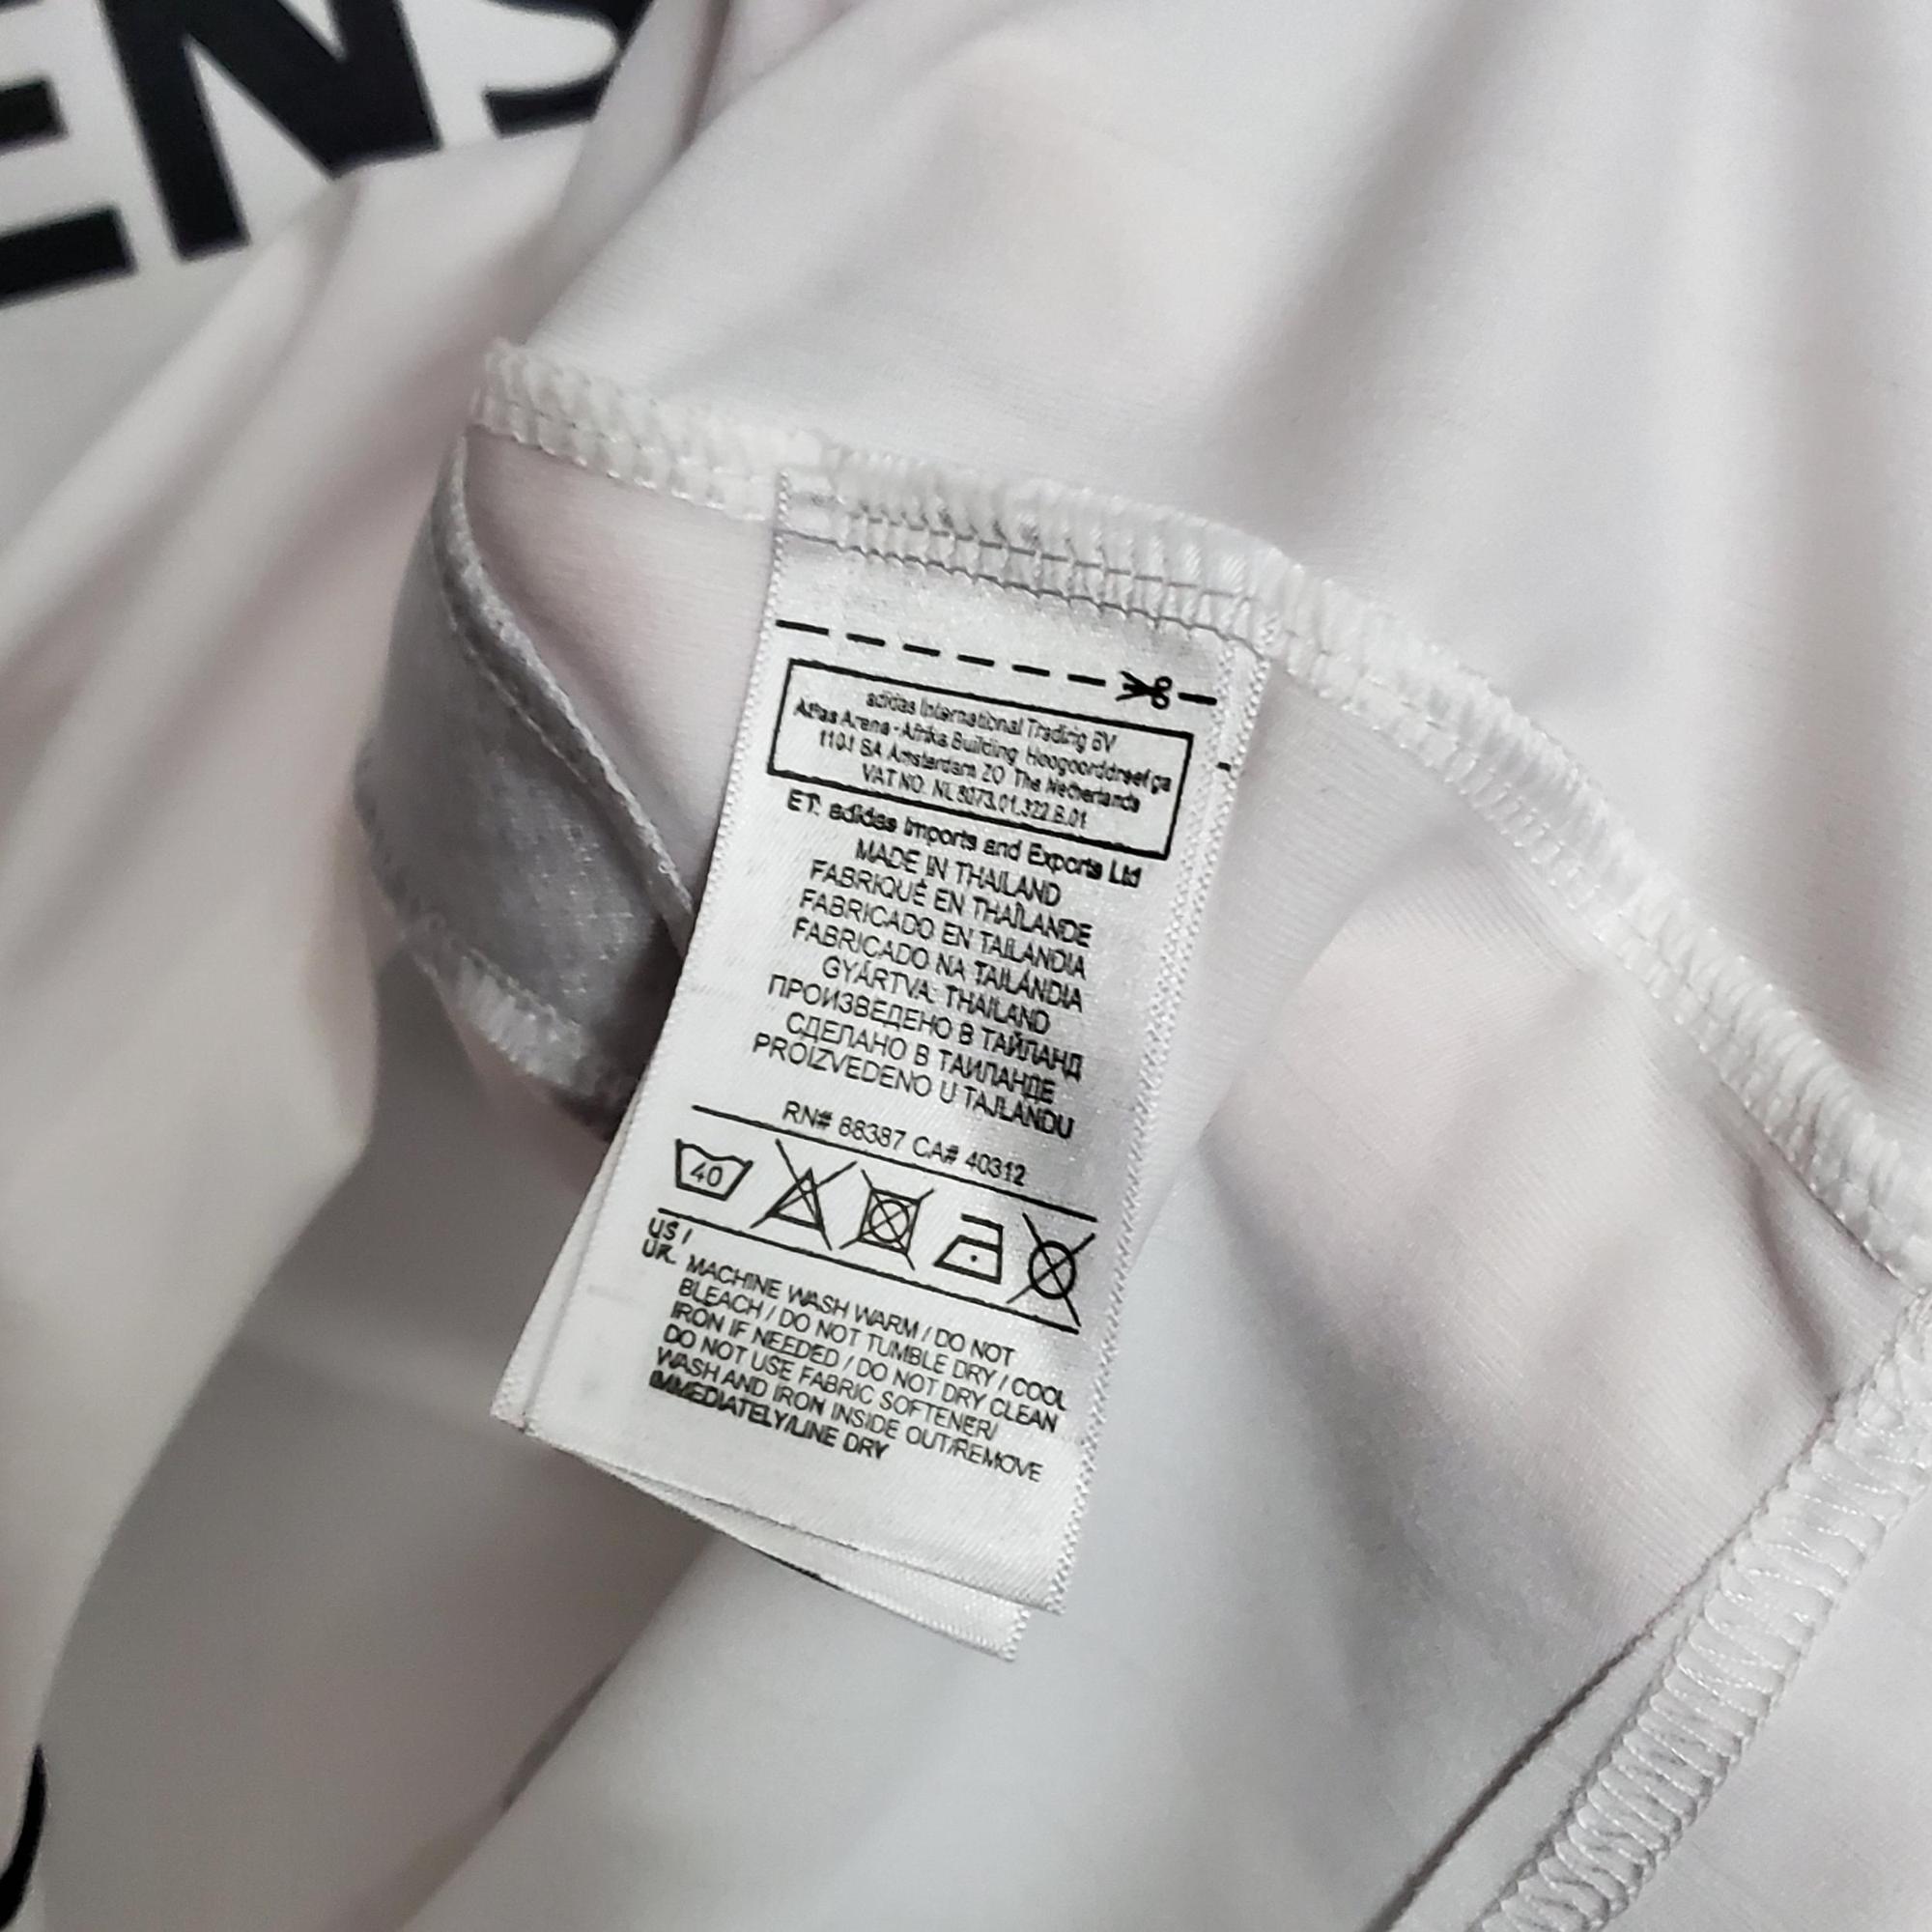 ENS
adidas International Trading BV
Arena - Afrika Building, Hoogoorddreef 9a
1101 SA Amsterdam ZO The Netherlands
VAT NO. NL8073.01.322.B.01
ET: adidas Imports and Exports Ltd
MADE IN THAILAND
FABRIQUÉ EN THAÏLANDE
FABRICADO EN TAILANDIA
FABRICADO NA TAILÂNDIA
GYÁRTVA: THAILAND
ПРОИЗВЕДЕНО В ТАЙЛАНД
СДЕЛАНО В ТАИЛАНДЕ
PROIZVEDENO U TAJLANDU
RN# 88387 CA# 40312
40
US /
UK. MACHINE WASH WARM / DO NOT
BLEACH / DO NOT TUMBLE DRY / COOL
IRON IF NEEDED / DO NOT DRY CLEAN
DO NOT USE FABRIC SOFTENER/
WASH AND IRON INSIDE OUT/REMOVE
IMMEDIATELY/LINE DRY